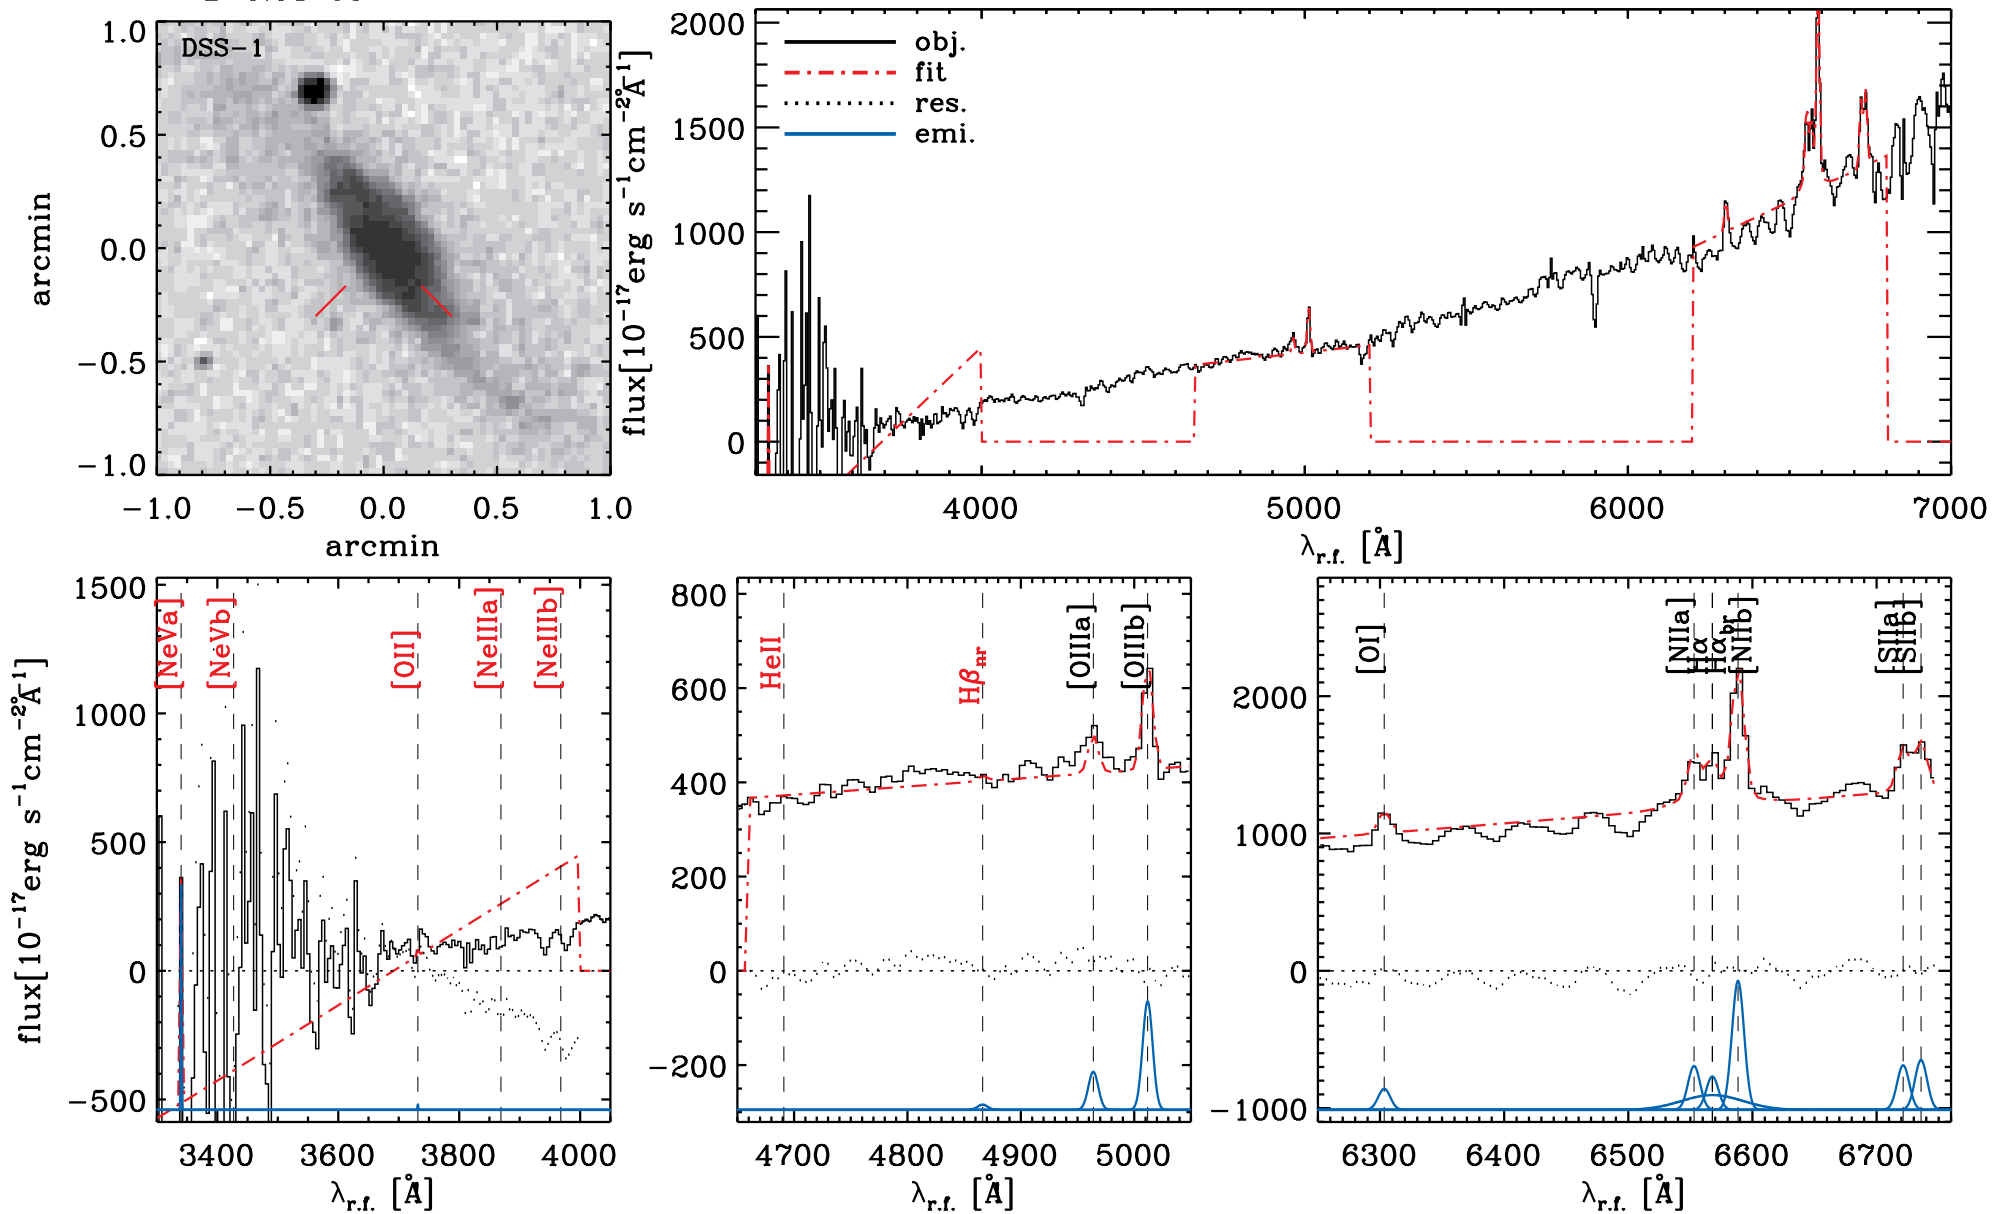 DSS-1
1.0
0.5
0.0
−0.5
−1.0
−1.0 −0.5 0.0 0.5 1.0
arcmin
arcmin
flux[10−17erg s−1cm−2Å−1]
obj.
fit
res.
emi.
2000
1500
1000
500
0
4000 5000 6000 7000
λr.f. [Å]
flux[10−17erg s−1cm−2Å−1]
1500
1000
500
0
−500
[NeVa]
[NeVb]
[OII]
[NeIIIa]
[NeIIIb]
3400 3600 3800 4000
λr.f. [Å]
800
600
400
200
0
−200
HeII
Hβnr
[OIIIa]
[OIIIb]
4700 4800 4900 5000
λr.f. [Å]
2000
1000
0
−1000
[OI]
[NIIa]
Hα
Hαbr
[NIIb]
[SIIa]
[SIIb]
6300 6400 6500 6600 6700
λr.f. [Å]